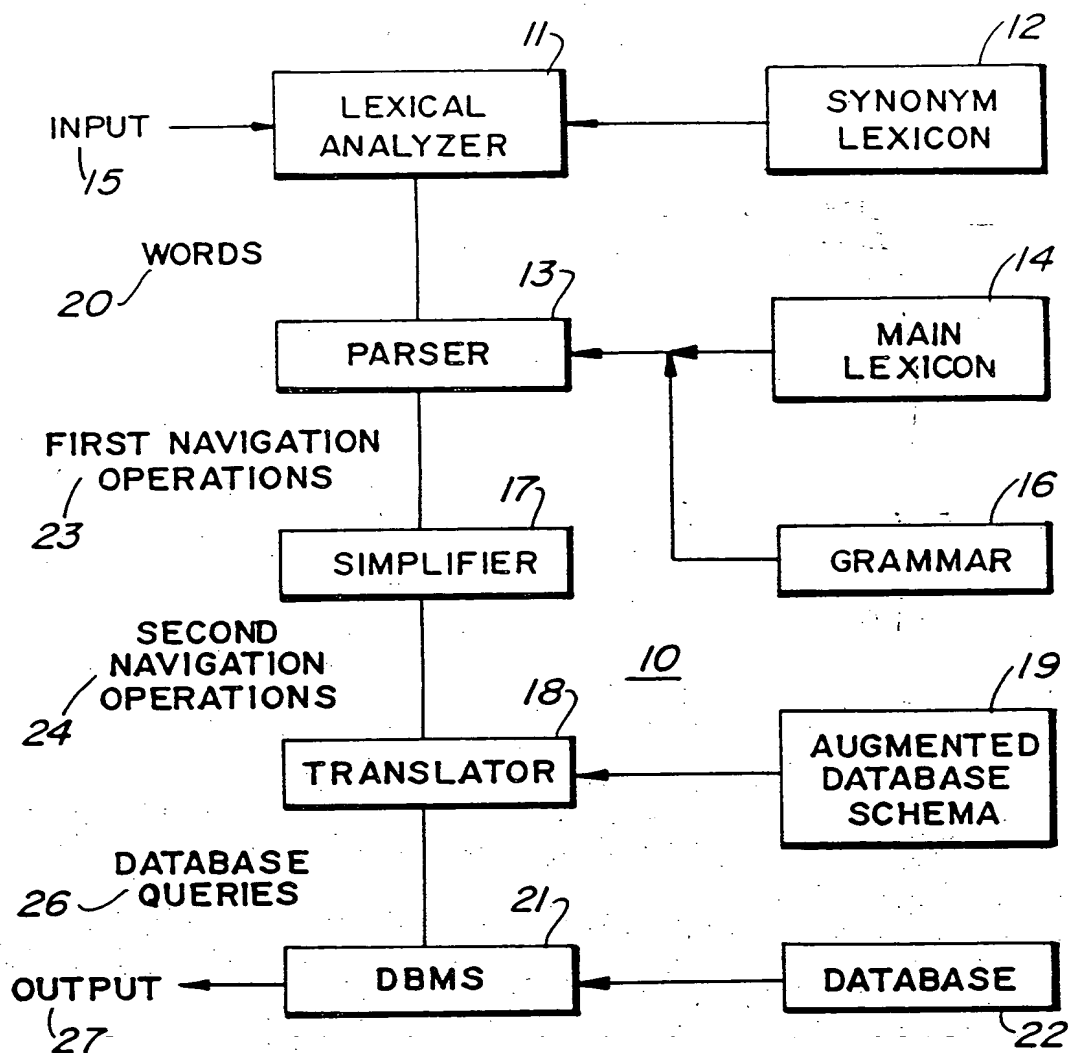 11
12
LEXICAL
ANALYZER
SYNONYM
LEXICON
INPUT
15
WORDS
20
13
14
PARSER
MAIN
LEXICON
FIRST NAVIGATION
OPERATIONS
23
17
16
SIMPLIFIER
GRAMMAR
SECOND
NAVIGATION
OPERATIONS
24
10
18
19
TRANSLATOR
AUGMENTED
DATABASE
SCHEMA
DATABASE
QUERIES
26
21
DBMS
DATABASE
OUTPUT
27
22